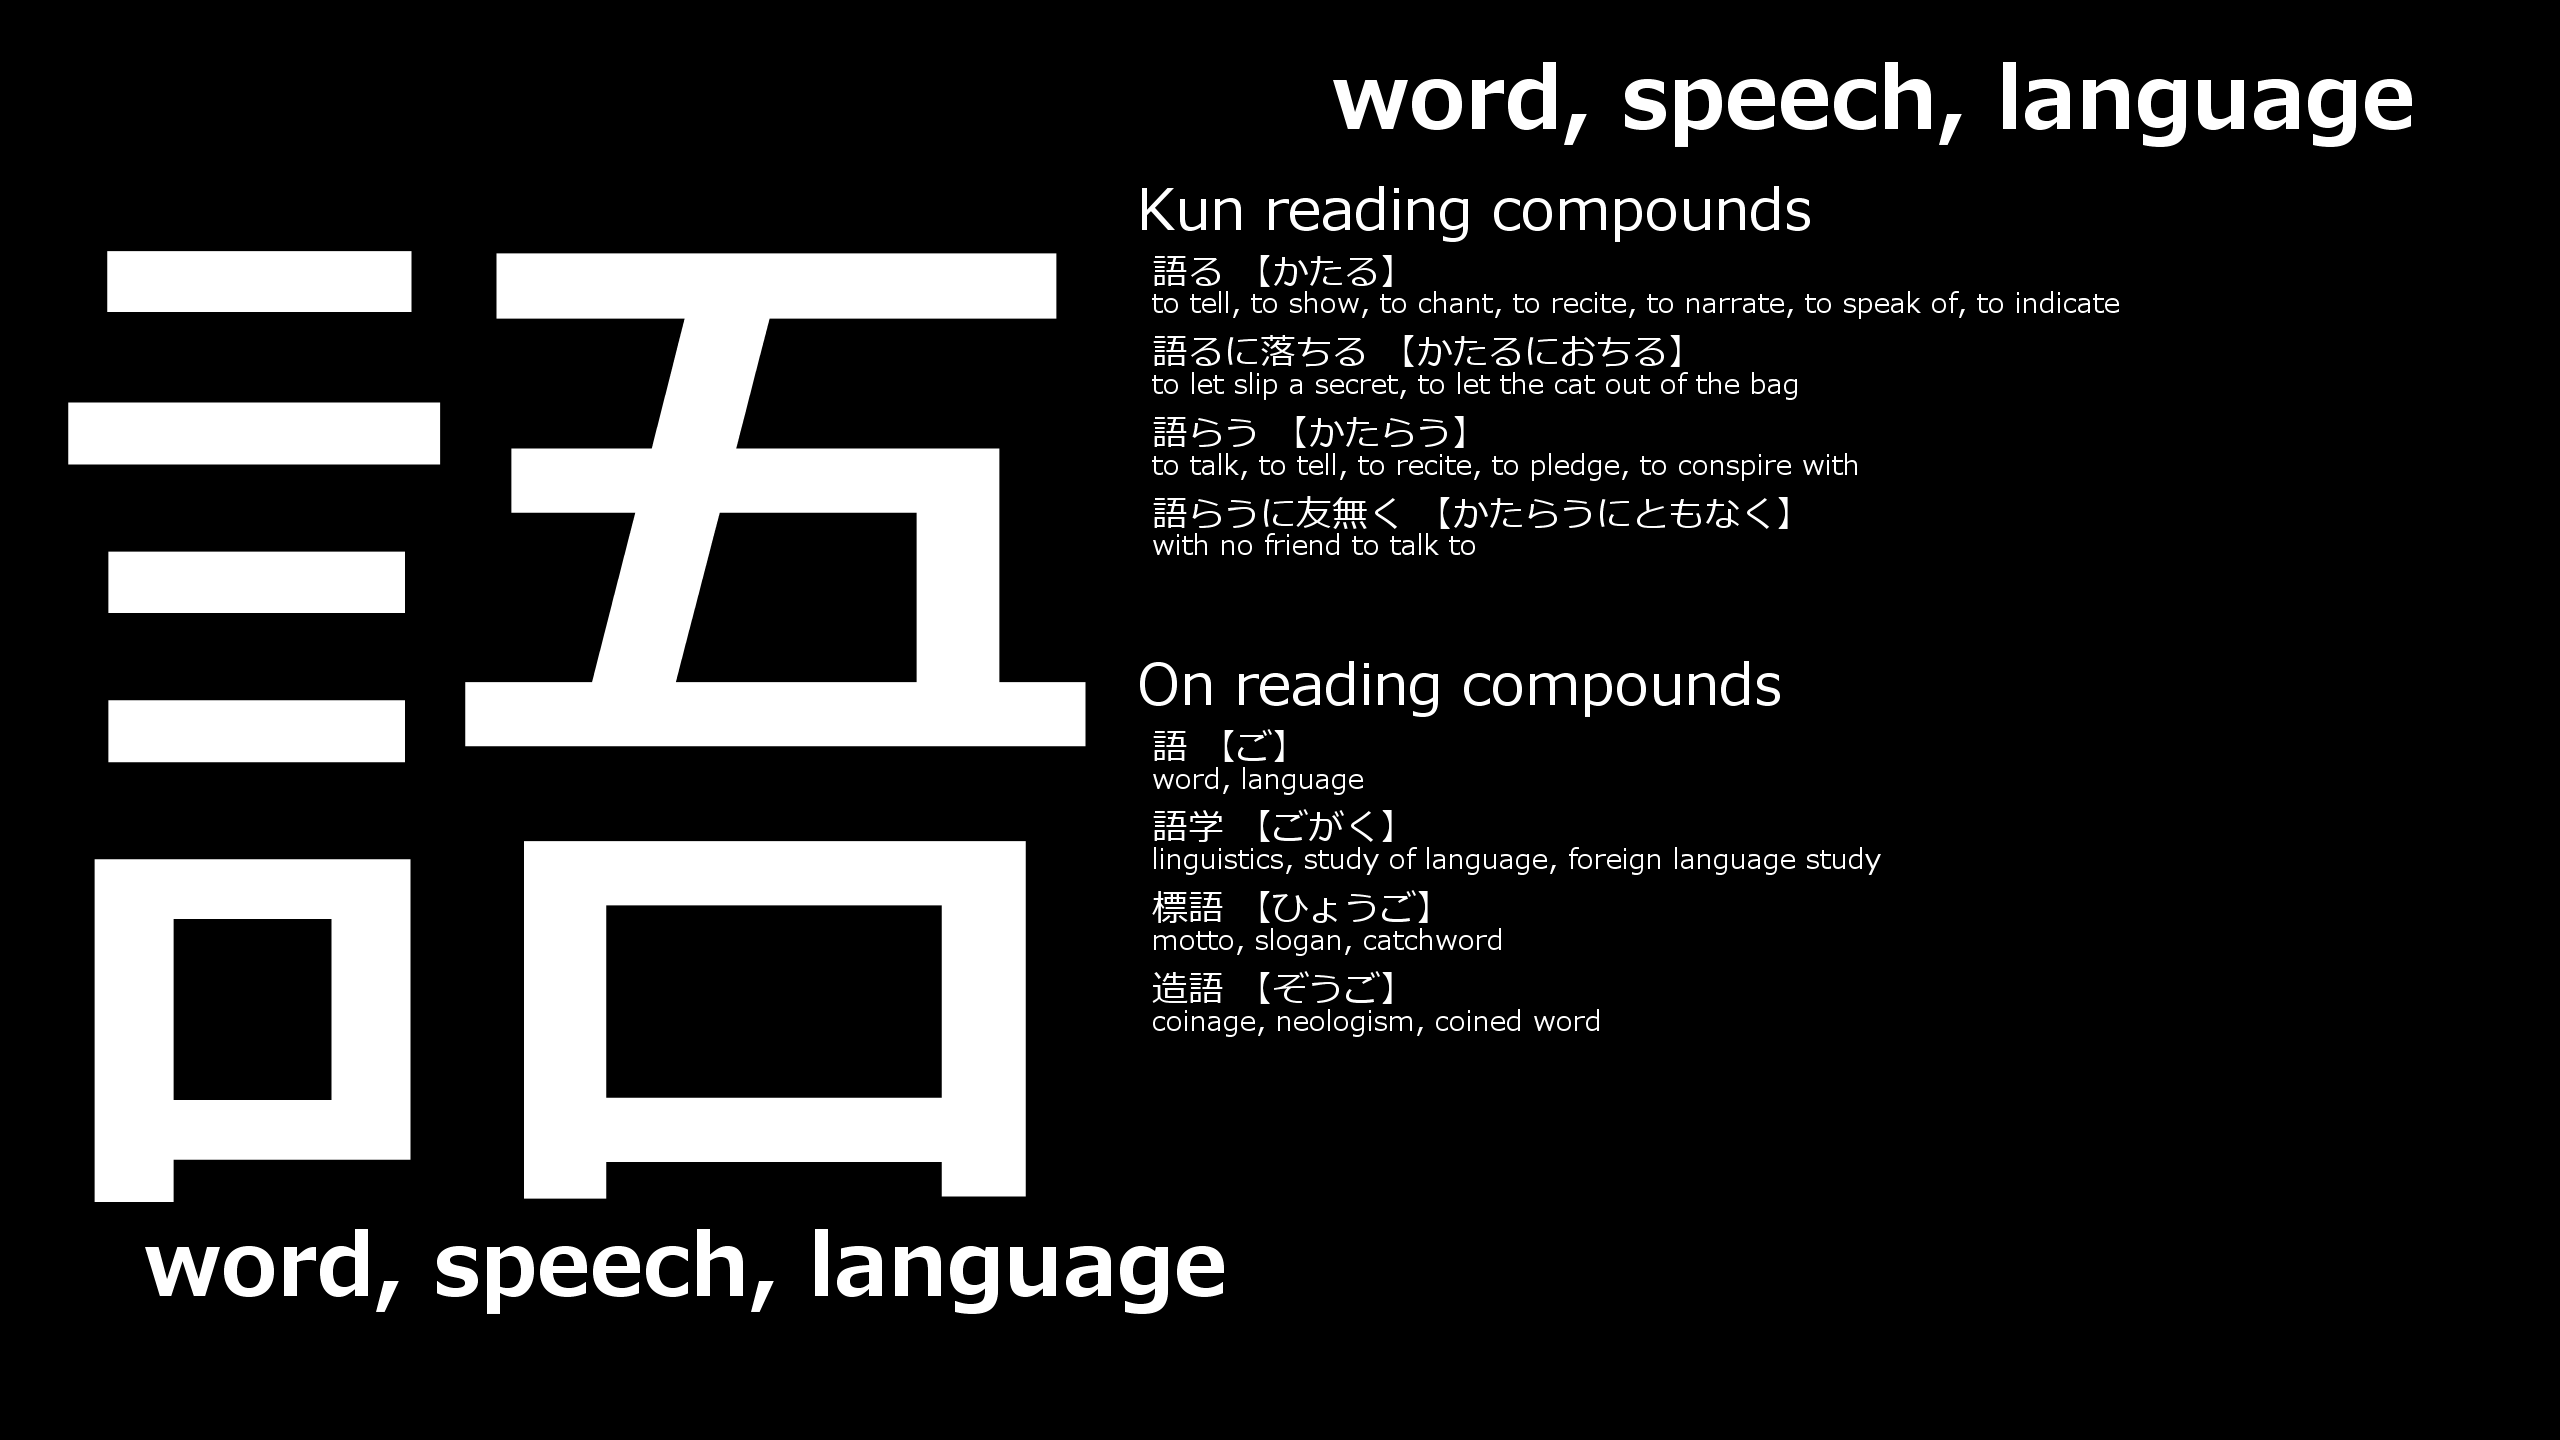 語
word, speech, language
word, speech, language
Kun reading compounds
語る 【かたる】
to tell, to show, to chant, to recite, to narrate, to speak of, to indicate
語るに落ちる 【かたるにおちる】
to let slip a secret, to let the cat out of the bag
語らう 【かたらう】
to talk, to tell, to recite, to pledge, to conspire with
語らうに友無く 【かたらうにともなく】
with no friend to talk to
On reading compounds
語 【ご】
word, language
語学 【ごがく】
linguistics, study of language, foreign language study
標語 【ひょうご】
motto, slogan, catchword
造語 【ぞうご】
coinage, neologism, coined word